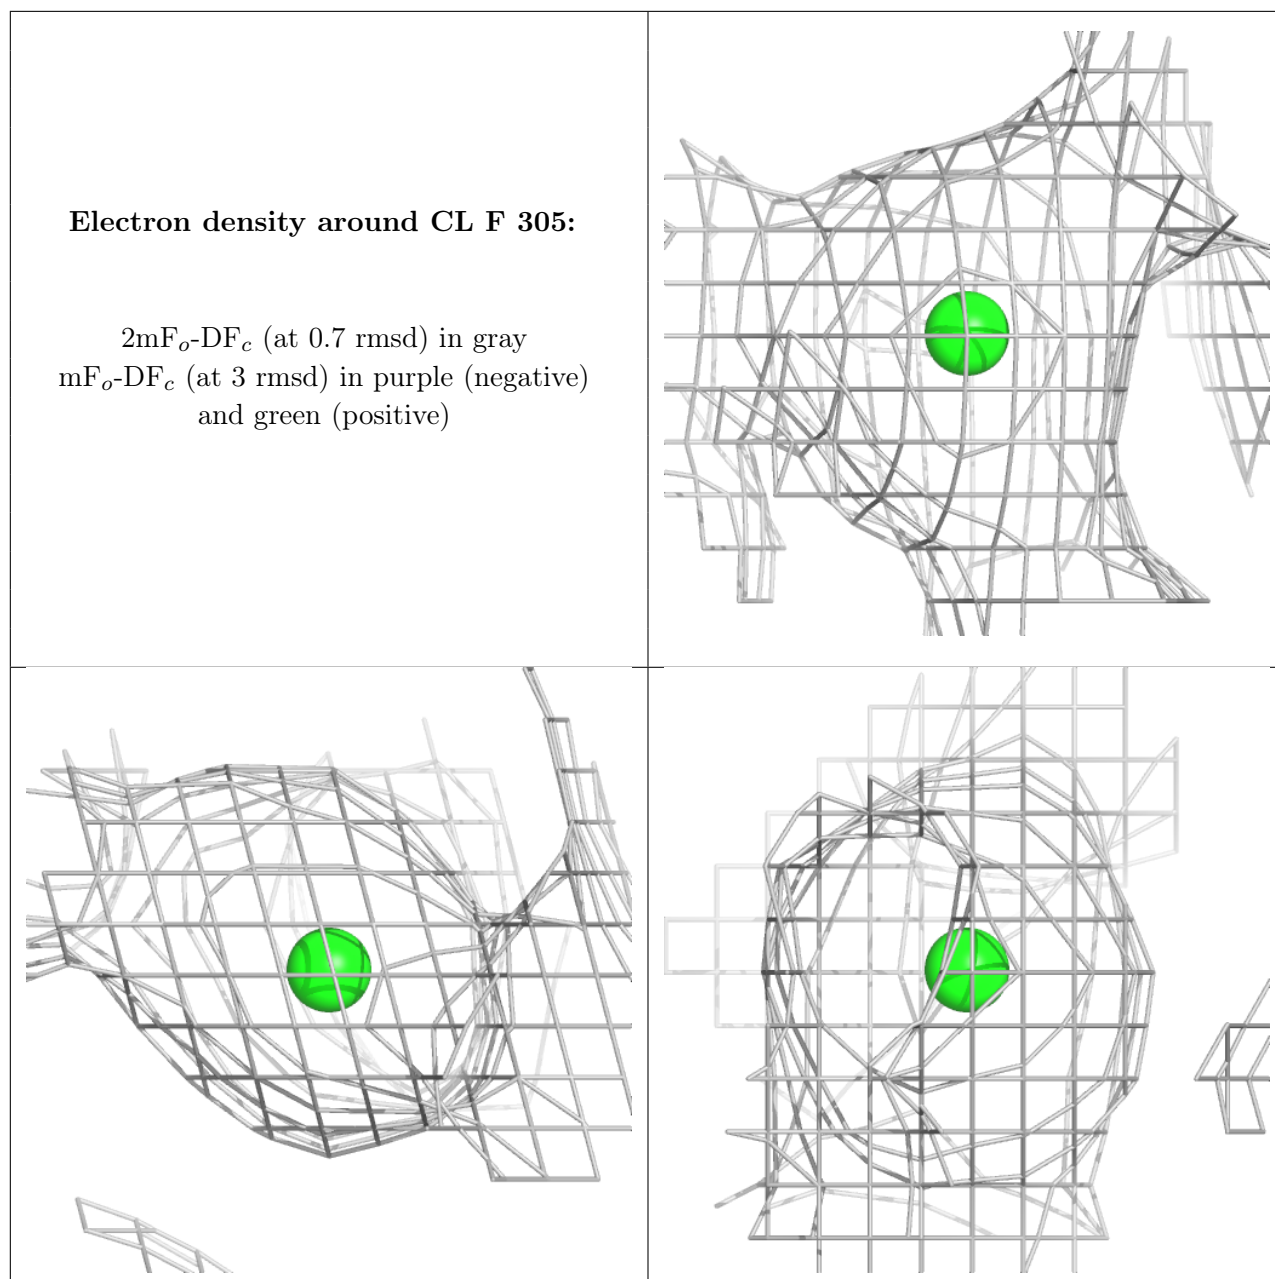 Electron density around CL F 305:
2mFₒ-DF𝒸 (at 0.7 rmsd) in gray
mFₒ-DF𝒸 (at 3 rmsd) in purple (negative)
and green (positive)